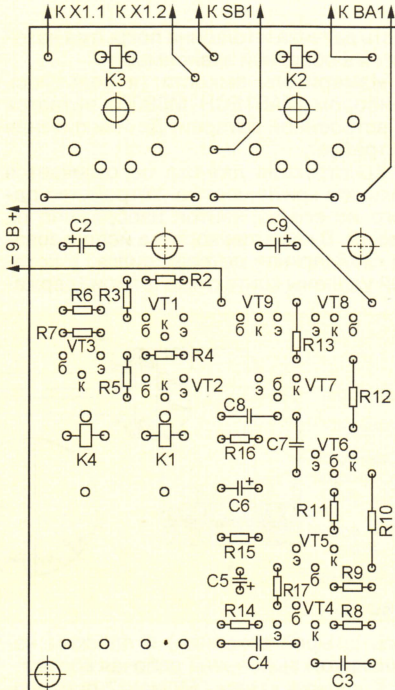 К X1.1 К X1.2 К SB1 К BA1
K3 K2
– 9 В +
C2 C9
R2
R6 R3 VT1 VT9 VT8
б к э б к э к б
R7 R13
VT3 R4
б э
к R5 б э VT2 э б к VT7 R12
C8
R16 C7 VT6
K4 K1 э б к
C6
R11 R10
R15 VT5
э к
C5 R17 б R9
R14 б VT4 R8
э к
C4 C3